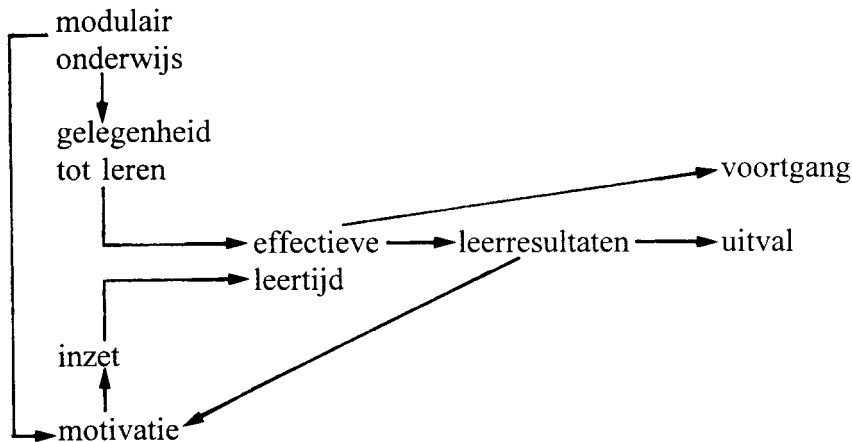 modulair
onderwijs
gelegenheid
tot leren
voortgang
effectieve
leertijd
leerresultaten
uitval
inzet
motivatie